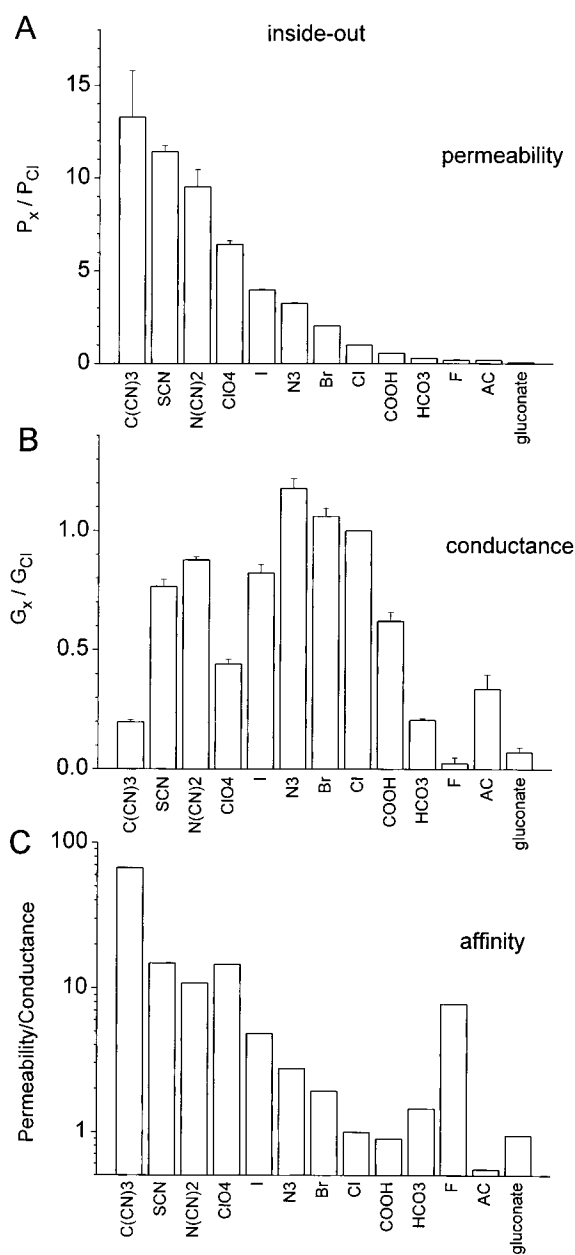 A
inside-out
15
10
5
0
P_X / P_Cl
permeability
C(CN)3
SCN
N(CN)2
ClO4
I
N3
Br
Cl
COOH
HCO3
F
AC
gluconate
B
1.0
0.5
0.0
G_X / G_Cl
conductance
C(CN)3
SCN
N(CN)2
ClO4
I
N3
Br
Cl
COOH
HCO3
F
AC
gluconate
C
100
10
1
Permeability/Conductance
affinity
C(CN)3
SCN
N(CN)2
ClO4
I
N3
Br
Cl
COOH
HCO3
F
AC
gluconate